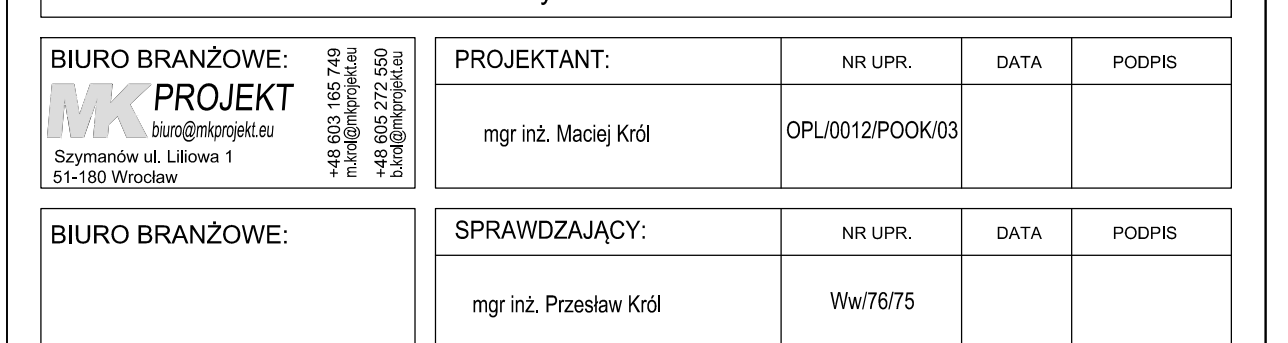 BIURO BRANŻOWE:
MK PROJEKT
biuro@mkprojekt.eu
Szymanów ul. Liliowa 1
51-180 Wrocław
+48 603 165 749
m.krol@mkprojekt.eu
+48 605 272 550
b.krol@mkprojekt.eu
PROJEKTANT: NR UPR. DATA PODPIS
mgr inż. Maciej Król OPL/0012/POOK/03
BIURO BRANŻOWE:
SPRAWDZAJĄCY: NR UPR. DATA PODPIS
mgr inż. Przesław Król Ww/76/75